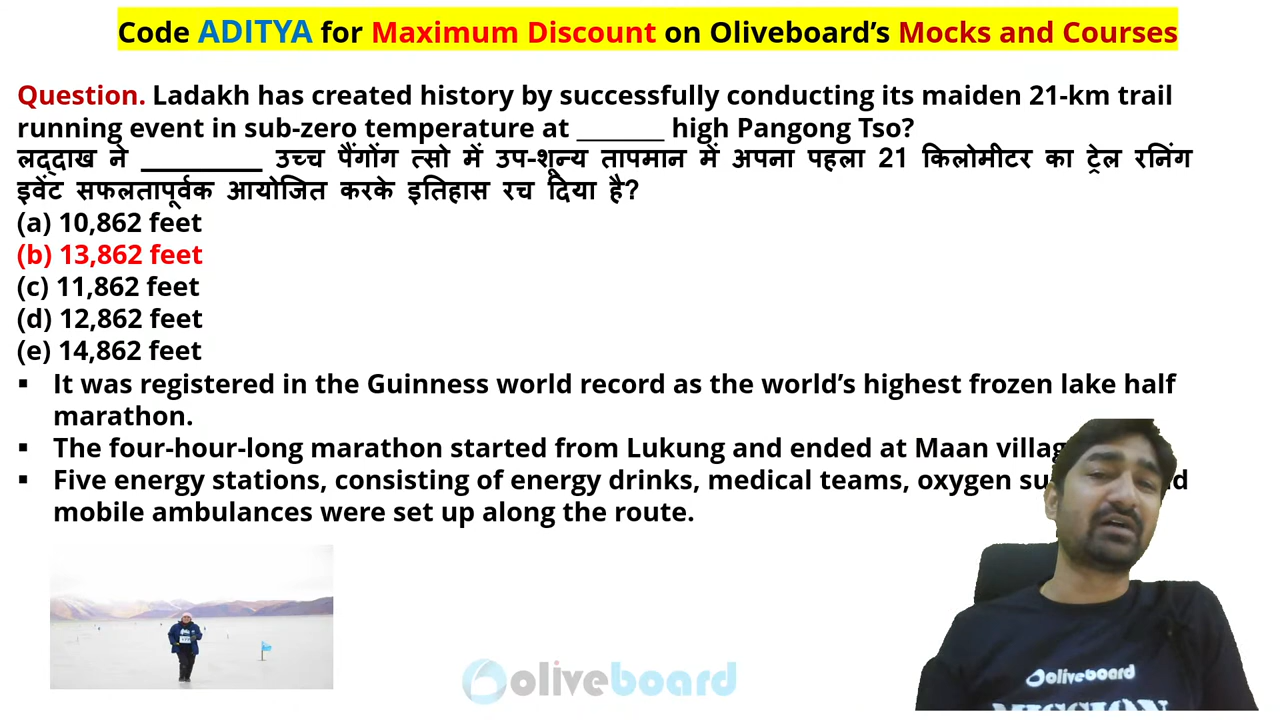 Code ADITYA for Maximum Discount on Oliveboard’s Mocks and Courses
Question. Ladakh has created history by successfully conducting its maiden 21-km trail
running event in sub-zero temperature at ________ high Pangong Tso?
लद्दाख ने ___________ उच्च पैंगोंग त्सो में उप-शून्य तापमान में अपना पहला 21 किलोमीटर का ट्रेल रनिंग
इवेंट सफलतापूर्वक आयोजित करके इतिहास रच दिया है?
(a) 10,862 feet
(b) 13,862 feet
(c) 11,862 feet
(d) 12,862 feet
(e) 14,862 feet
▪ It was registered in the Guinness world record as the world’s highest frozen lake half
marathon.
▪ The four-hour-long marathon started from Lukung and ended at Maan
▪ Five energy stations, consisting of energy drinks, medical teams, oxygen
mobile ambulances were set up along the route.
oliveboard
oliveboard
MISSION